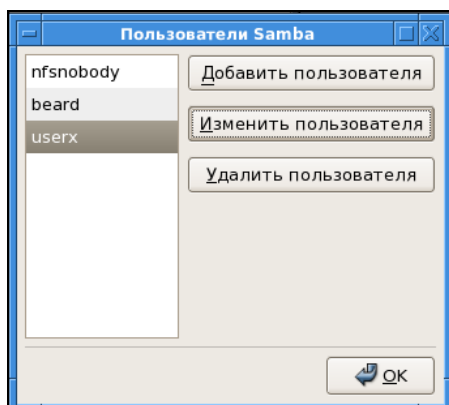 Пользователи Samba
nfsnobody
beard
userx
Добавить пользователя
Изменить пользователя
Удалить пользователя
OK